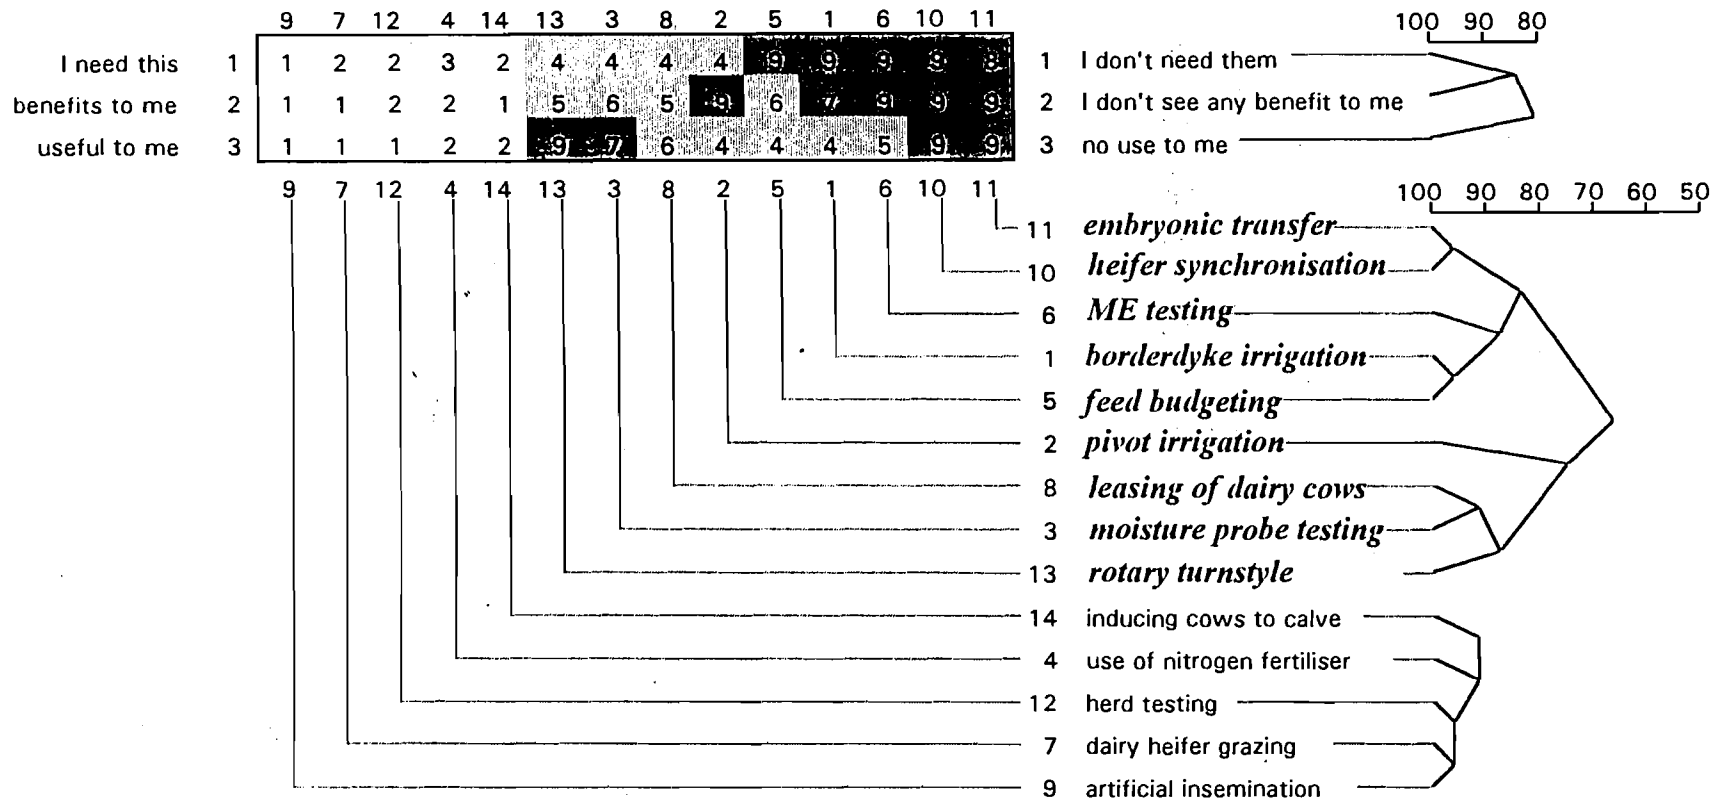 9 7 12 4 14 13 3 8 2 5 1 6 10 11 100 90 80
I need this 1 1 2 2 3 2 4 4 4 4 9 9 9 9 8 1 I don't need them
benefits to me 2 1 1 2 2 1 5 6 5 9 6 7 9 9 9 2 I don't see any benefit to me
useful to me 3 1 1 1 2 2 9 7 6 4 4 4 5 9 9 3 no use to me
9 7 12 4 14 13 3 8 2 5 1 6 10 11 100 90 80 70 60 50
11 embryonic transfer
10 heifer synchronisation
6 ME testing
1 borderdyke irrigation
5 feed budgeting
2 pivot irrigation
8 leasing of dairy cows
3 moisture probe testing
13 rotary turnstyle
14 inducing cows to calve
4 use of nitrogen fertiliser
12 herd testing
7 dairy heifer grazing
9 artificial insemination